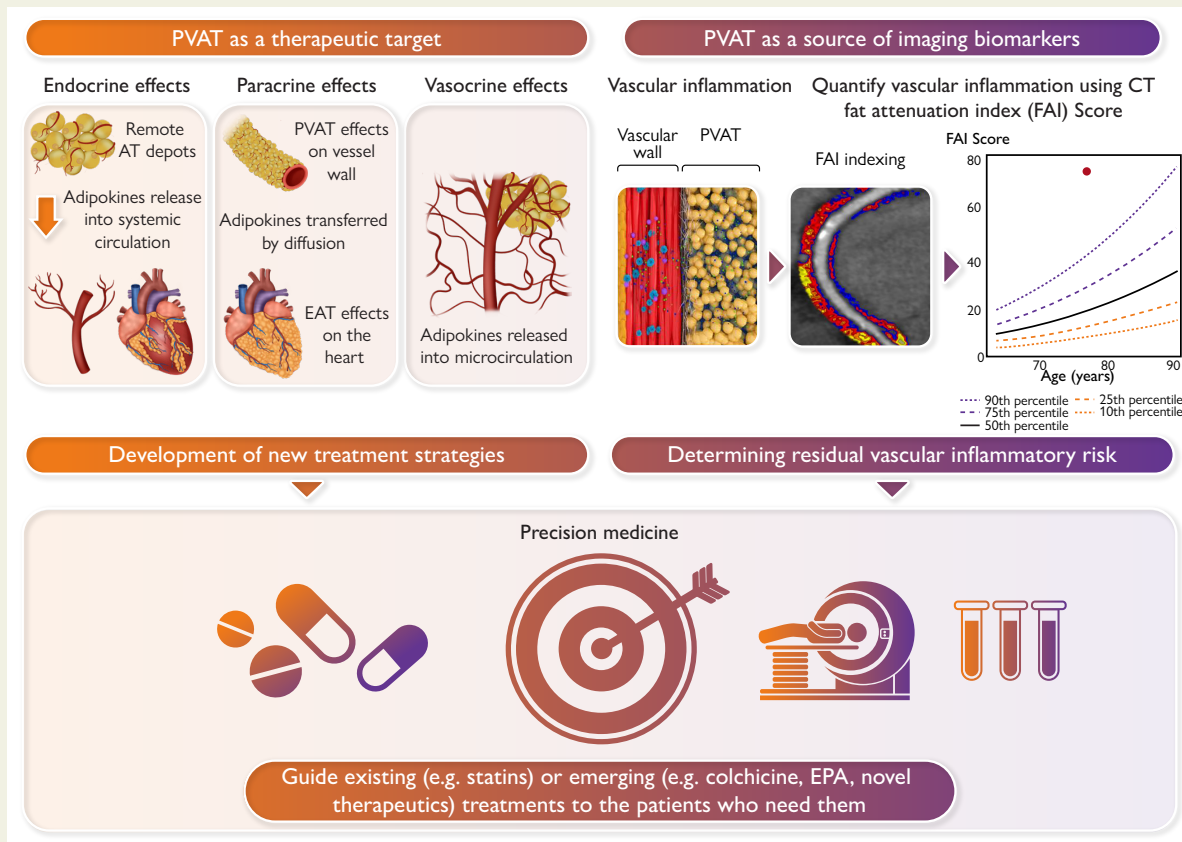 PVAT as a therapeutic target
Endocrine effects
Remote
AT depots
Adipokines release
into systemic
circulation
Paracrine effects
PVAT effects
on vessel
wall
Adipokines transferred
by diffusion
EAT effects
on the
heart
Vasocrine effects
Adipokines released
into microcirculation
PVAT as a source of imaging biomarkers
Vascular inflammation
Vascular
wall
PVAT
Quantify vascular inflammation using CT
fat attenuation index (FAI) Score
FAI indexing
FAI Score
80
60
40
20
0
70
80
90
Age (years)
90th percentile
75th percentile
50th percentile
25th percentile
10th percentile
Development of new treatment strategies
Determining residual vascular inflammatory risk
Precision medicine
Guide existing (e.g. statins) or emerging (e.g. colchicine, EPA, novel
therapeutics) treatments to the patients who need them